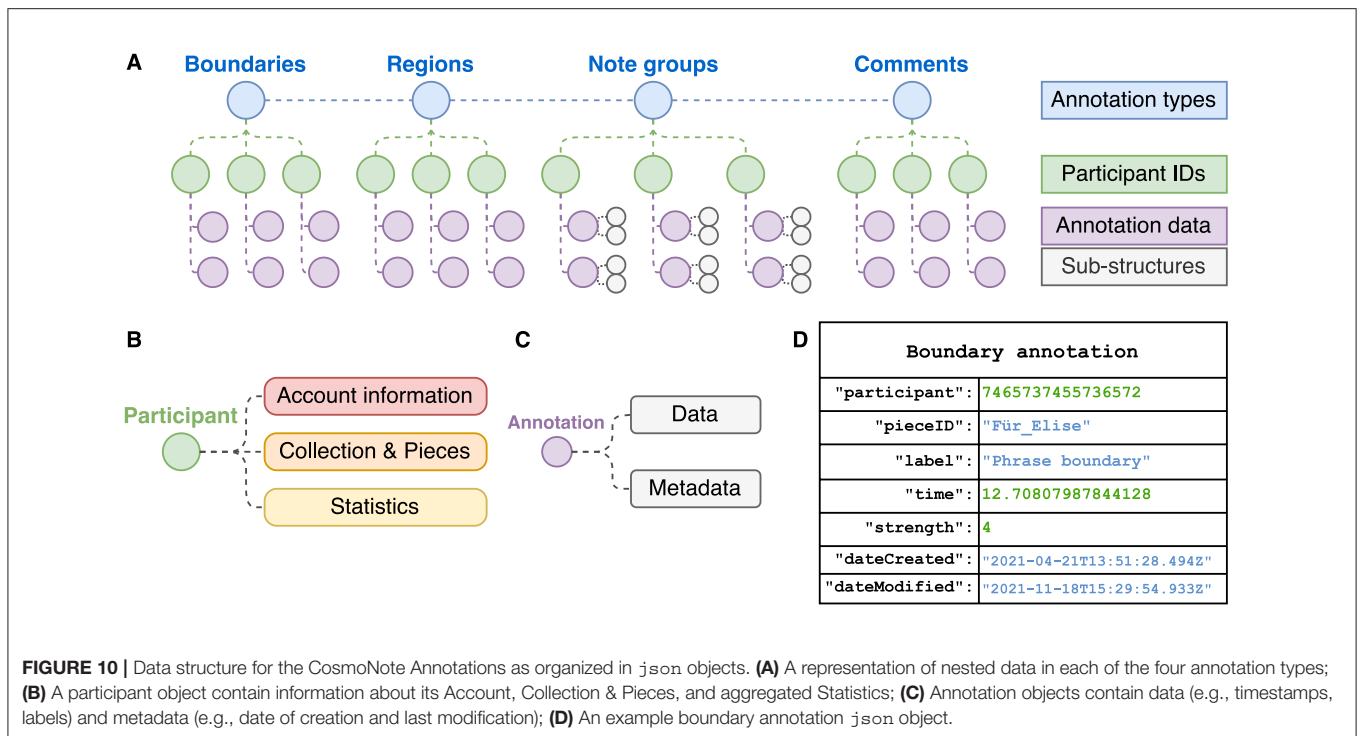 A
Boundaries
Regions
Note groups
Comments
Annotation types
Participant IDs
Annotation data
Sub-structures
B
Participant
Account information
Collection & Pieces
Statistics
C
Annotation
Data
Metadata
D
Boundary annotation
"participant": 7465737455736572
"pieceID": "Für_Elise"
"label": "Phrase boundary"
"time": 12.70807987844128
"strength": 4
"dateCreated": "2021-04-21T13:51:28.494Z"
"dateModified": "2021-11-18T15:29:54.933Z"
FIGURE 10 | Data structure for the CosmoNote Annotations as organized in json objects. (A) A representation of nested data in each of the four annotation types;
(B) A participant object contain information about its Account, Collection & Pieces, and aggregated Statistics; (C) Annotation objects contain data (e.g., timestamps,
labels) and metadata (e.g., date of creation and last modification); (D) An example boundary annotation json object.